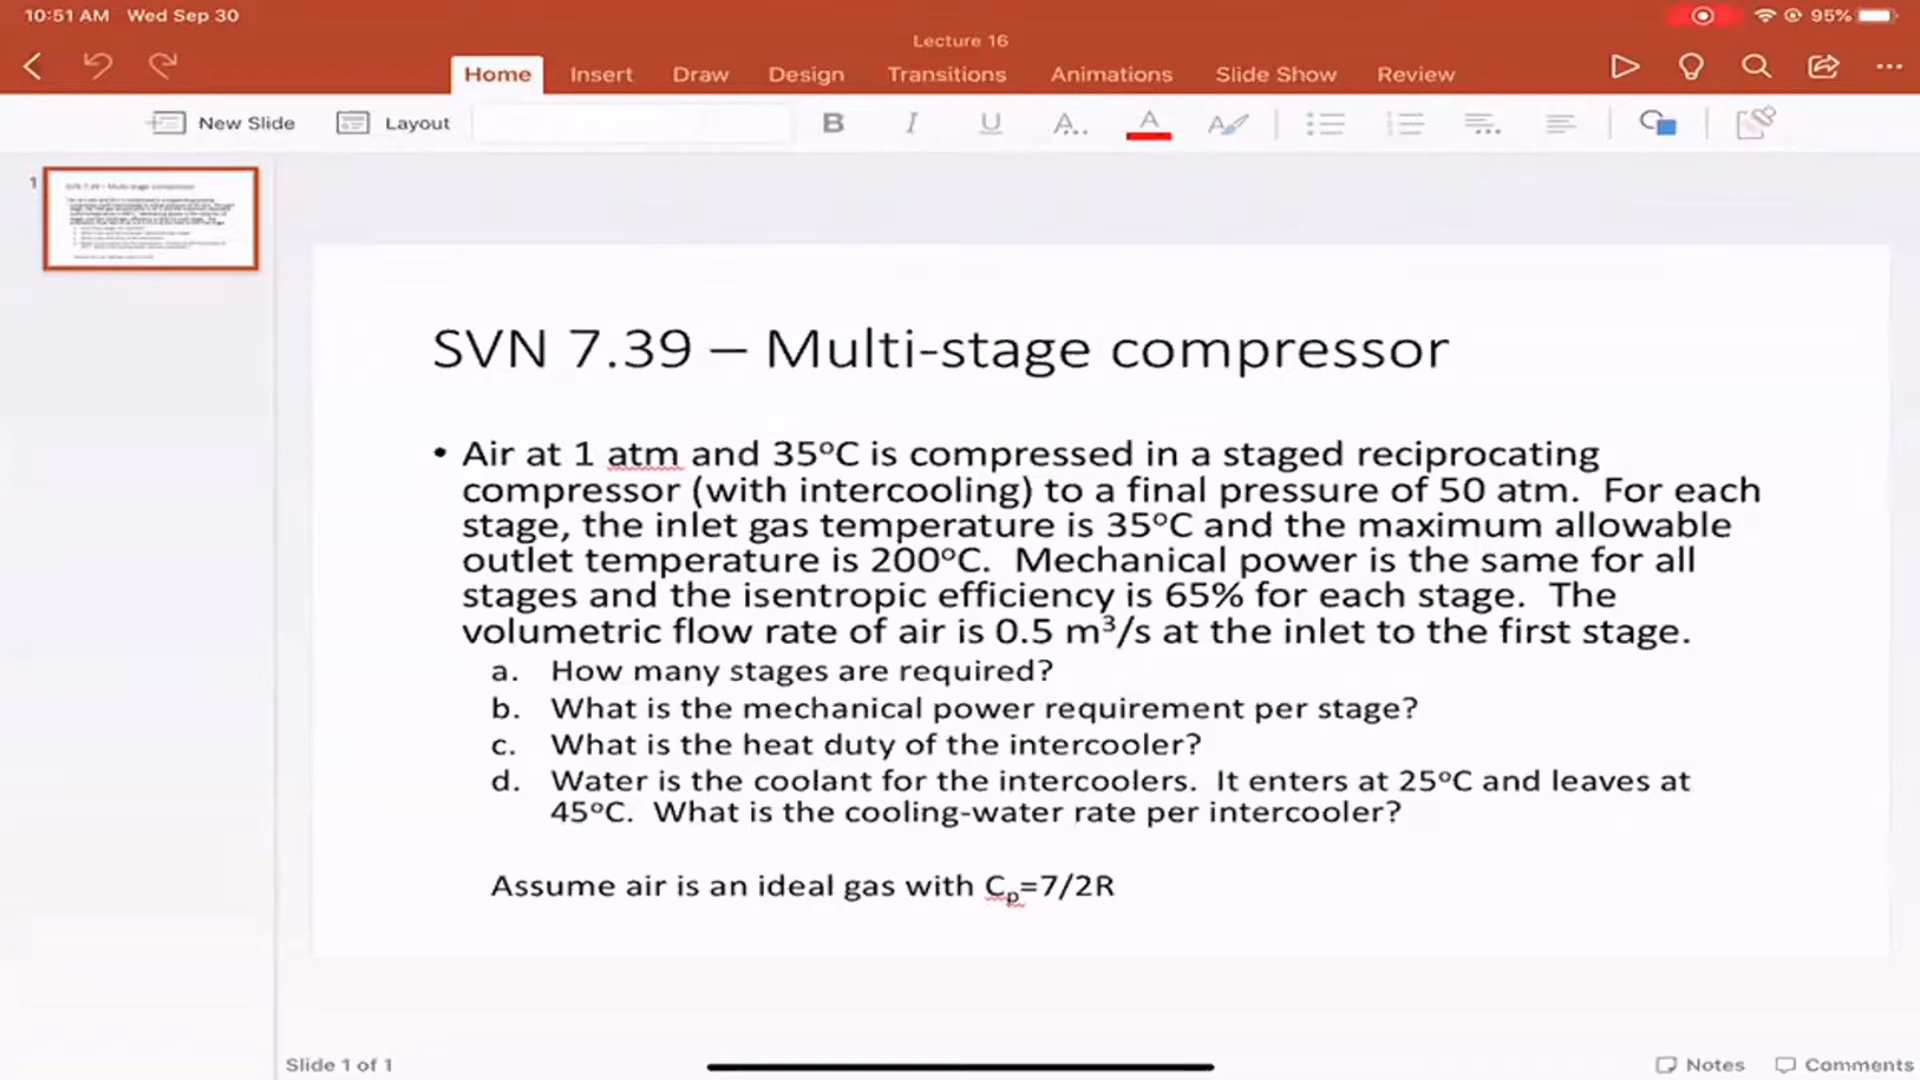 10:51 AM Wed Sep 30
95%
Lecture 16
Home Insert Draw Design Transitions Animations Slide Show Review
New Slide Layout B I U A.. A A
1
SVN 7.39 – Multi-stage compressor
• Air at 1 atm and 35°C is compressed in a staged reciprocating
compressor (with intercooling) to a final pressure of 50 atm. For each
stage, the inlet gas temperature is 35°C and the maximum allowable
outlet temperature is 200°C. Mechanical power is the same for all
stages and the isentropic efficiency is 65% for each stage. The
volumetric flow rate of air is 0.5 m³/s at the inlet to the first stage.
a. How many stages are required?
b. What is the mechanical power requirement per stage?
c. What is the heat duty of the intercooler?
d. Water is the coolant for the intercoolers. It enters at 25°C and leaves at
45°C. What is the cooling-water rate per intercooler?
Assume air is an ideal gas with Cp=7/2R
Slide 1 of 1
Notes Comments